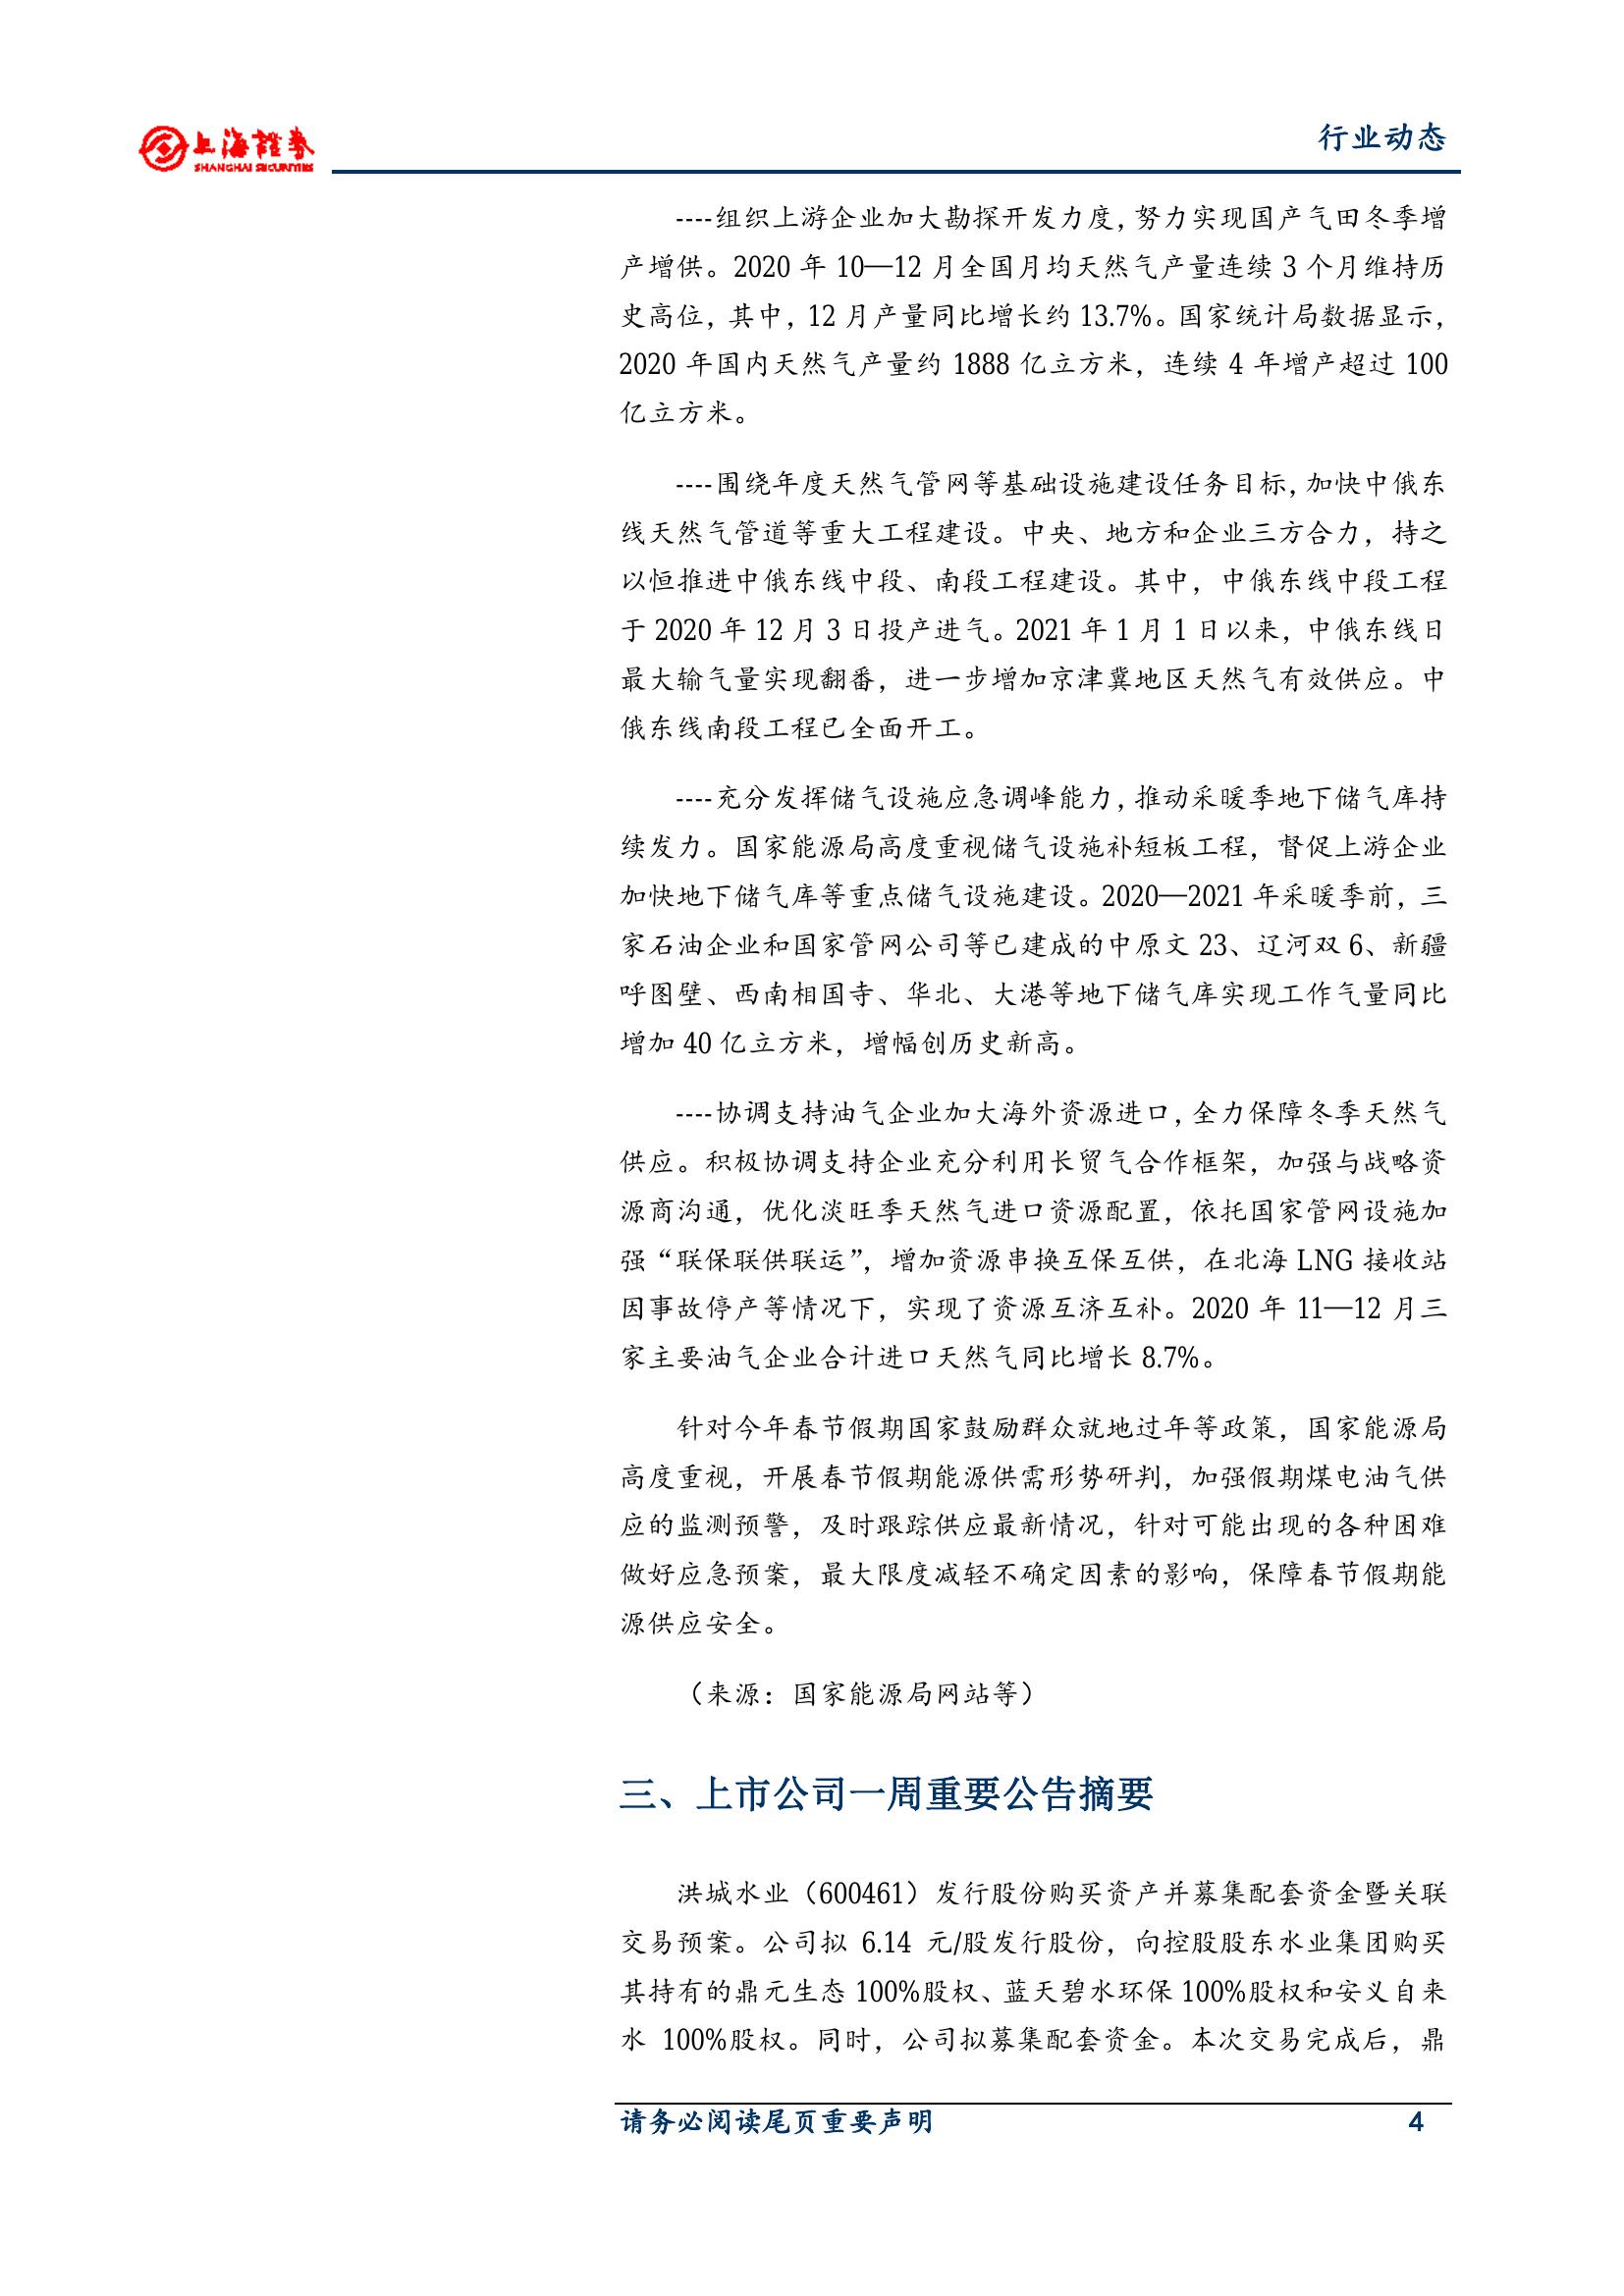 上海證券
SHANGHAI SECURITIES
行业动态
----组织上游企业加大勘探开发力度，努力实现国产气田冬季增
产增供。2020 年 10—12 月全国月均天然气产量连续 3 个月维持历
史高位，其中，12 月产量同比增长约 13.7%。国家统计局数据显示，
2020 年国内天然气产量约 1888 亿立方米，连续 4 年增产超过 100
亿立方米。
----围绕年度天然气管网等基础设施建设任务目标，加快中俄东
线天然气管道等重大工程建设。中央、地方和企业三方合力，持之
以恒推进中俄东线中段、南段工程建设。其中，中俄东线中段工程
于 2020 年 12 月 3 日投产进气。2021 年 1 月 1 日以来，中俄东线日
最大输气量实现翻番，进一步增加京津冀地区天然气有效供应。中
俄东线南段工程已全面开工。
----充分发挥储气设施应急调峰能力，推动采暖季地下储气库持
续发力。国家能源局高度重视储气设施补短板工程，督促上游企业
加快地下储气库等重点储气设施建设。2020—2021 年采暖季前，三
家石油企业和国家管网公司等已建成的中原文 23、辽河双 6、新疆
呼图壁、西南相国寺、华北、大港等地下储气库实现工作气量同比
增加 40 亿立方米，增幅创历史新高。
----协调支持油气企业加大海外资源进口，全力保障冬季天然气
供应。积极协调支持企业充分利用长贸气合作框架，加强与战略资
源商沟通，优化淡旺季天然气进口资源配置，依托国家管网设施加
强“联保联供联运”，增加资源串换互保互供，在北海 LNG 接收站
因事故停产等情况下，实现了资源互济互补。2020 年 11—12 月三
家主要油气企业合计进口天然气同比增长 8.7%。
针对今年春节假期国家鼓励群众就地过年等政策，国家能源局
高度重视，开展春节假期能源供需形势研判，加强假期煤电油气供
应的监测预警，及时跟踪供应最新情况，针对可能出现的各种困难
做好应急预案，最大限度减轻不确定因素的影响，保障春节假期能
源供应安全。
（来源：国家能源局网站等）
三、上市公司一周重要公告摘要
洪城水业（600461）发行股份购买资产并募集配套资金暨关联
交易预案。公司拟 6.14 元/股发行股份，向控股股东水业集团购买
其持有的鼎元生态 100%股权、蓝天碧水环保 100%股权和安义自来
水 100%股权。同时，公司拟募集配套资金。本次交易完成后，鼎
请务必阅读尾页重要声明 4